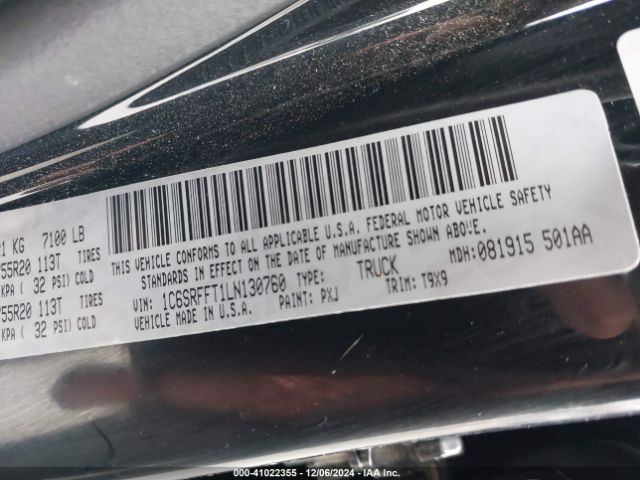 21 KG 7100 LB
55R20 113T TIRES
KPA ( 32 PSI) COLD
55R20 113T TIRES
KPA ( 32 PSI) COLD
THIS VEHICLE CONFORMS TO ALL APPLICABLE U.S.A. FEDERAL MOTOR VEHICLE SAFETY
STANDARDS IN EFFECT ON THE DATE OF MANUFACTURE SHOWN ABOVE.
VIN: 1C6SRFFT1LN130760 TYPE: TRUCK MDH: 081915 501AA
VEHICLE MADE IN U.S.A. PAINT: PXJ TRIM: T9X9
000-41022355 • 12/06/2024 • IAA Inc.